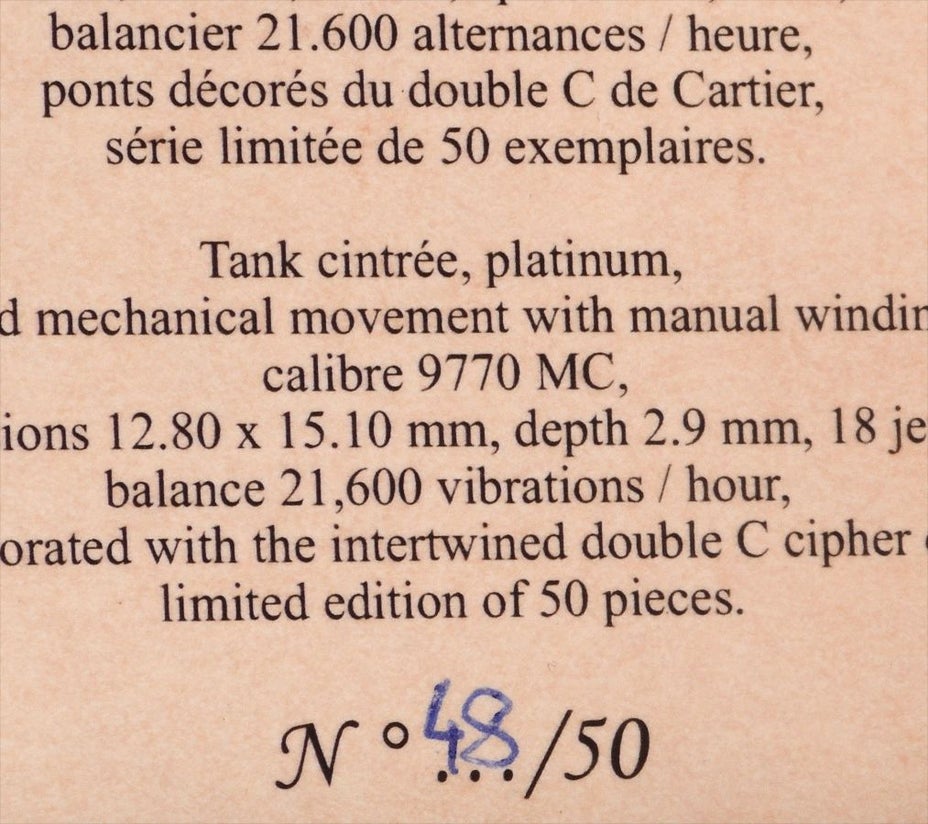 balancier 21.600 alternances / heure,
ponts décorés du double C de Cartier,
série limitée de 50 exemplaires.
Tank cintrée, platinum,
d mechanical movement with manual windin
calibre 9770 MC,
ions 12.80 x 15.10 mm, depth 2.9 mm, 18 je
balance 21,600 vibrations / hour,
orated with the intertwined double C cipher
limited edition of 50 pieces.
N° 48.../50